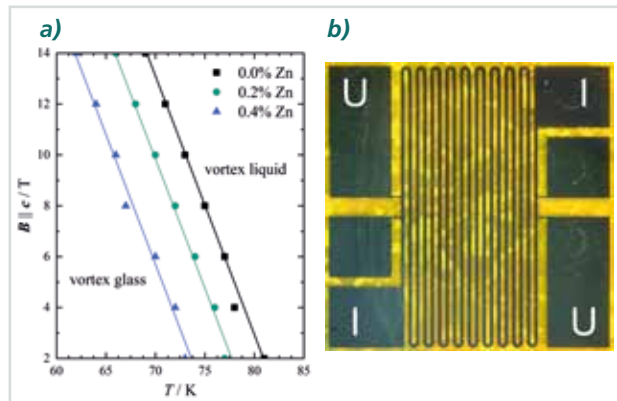 a)
b)
14
12
10
8
6
4
2
B || c / T
0.0% Zn
0.2% Zn
0.4% Zn
vortex liquid
vortex glass
60 65 70 75 80 85
T / K
U I
I U